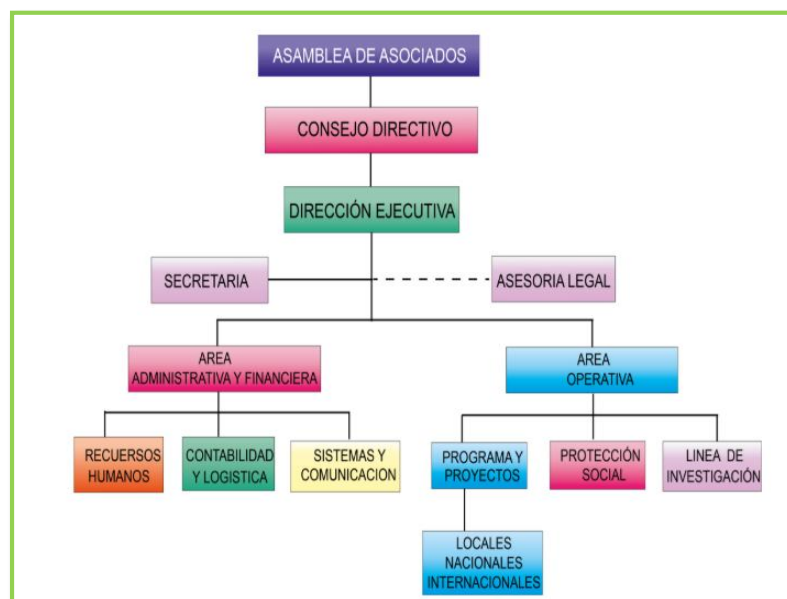 ASAMBLEA DE ASOCIADOS
CONSEJO DIRECTIVO
DIRECCIÓN EJECUTIVA
SECRETARIA
ASESORIA LEGAL
AREA
ADMINISTRATIVA Y FINANCIERA
AREA
OPERATIVA
RECUERSOS
HUMANOS
CONTABILIDAD
Y LOGISTICA
SISTEMAS Y
COMUNICACION
PROGRAMA Y
PROYECTOS
PROTECCIÓN
SOCIAL
LINEA DE
INVESTIGACIÓN
LOCALES
NACIONALES
INTERNACIONALES